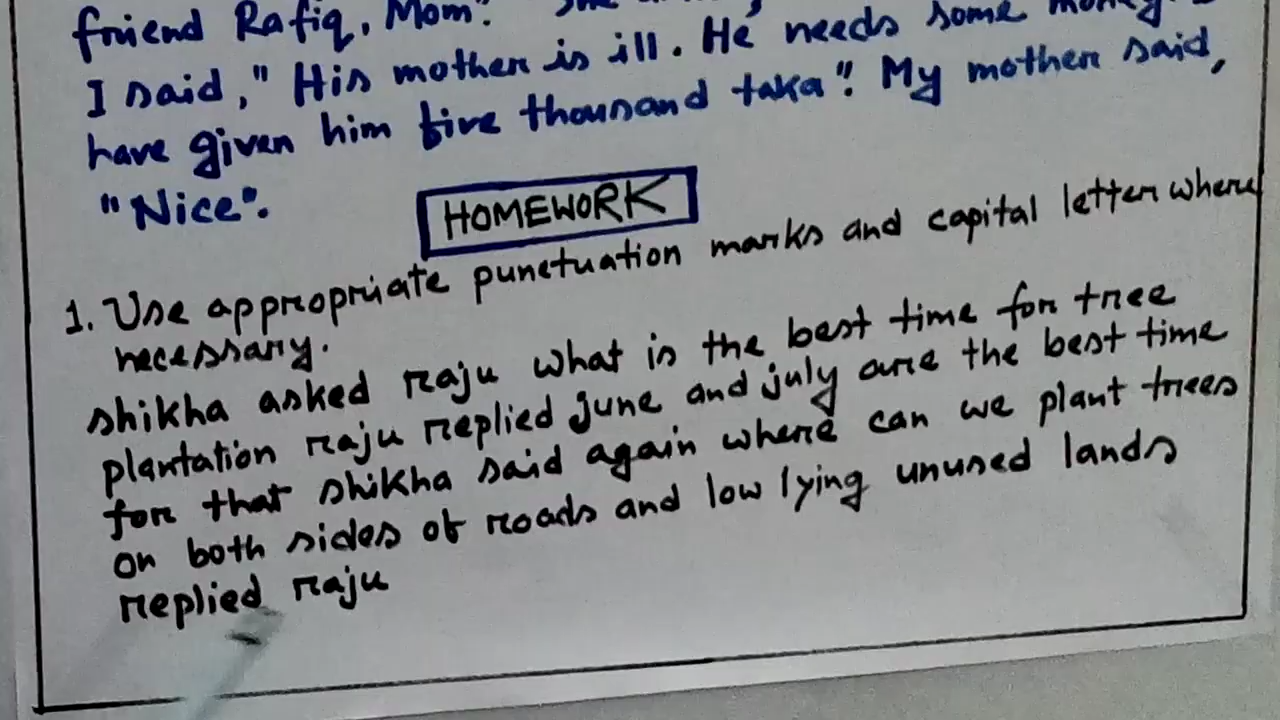 friend Rafiq, Mom."
I said, "His mother is ill. He needs some money. I
have given him five thousand taka". My mother said,
"Nice".
HOMEWORK
1. Use appropriate punctuation marks and capital letter where
necessary.
shikha asked raju what is the best time for tree
plantation raju replied june and july are the best time
for that shikha said again where can we plant trees
on both sides of roads and low lying unused lands
replied raju